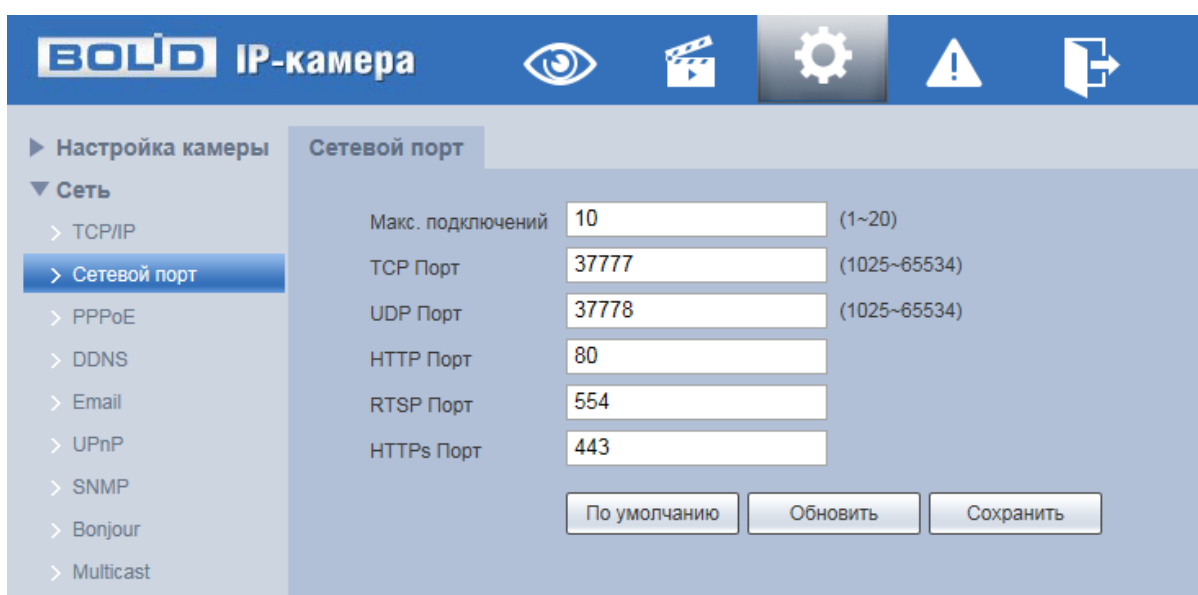 BOLID IP-камера
Настройка камеры
Сеть
TCP/IP
Сетевой порт
PPPoE
DDNS
Email
UPnP
SNMP
Bonjour
Multicast
Сетевой порт
Макс. подключений 10 (1~20)
TCP Порт 37777 (1025~65534)
UDP Порт 37778 (1025~65534)
HTTP Порт 80
RTSP Порт 554
HTTPs Порт 443
По умолчанию Обновить Сохранить